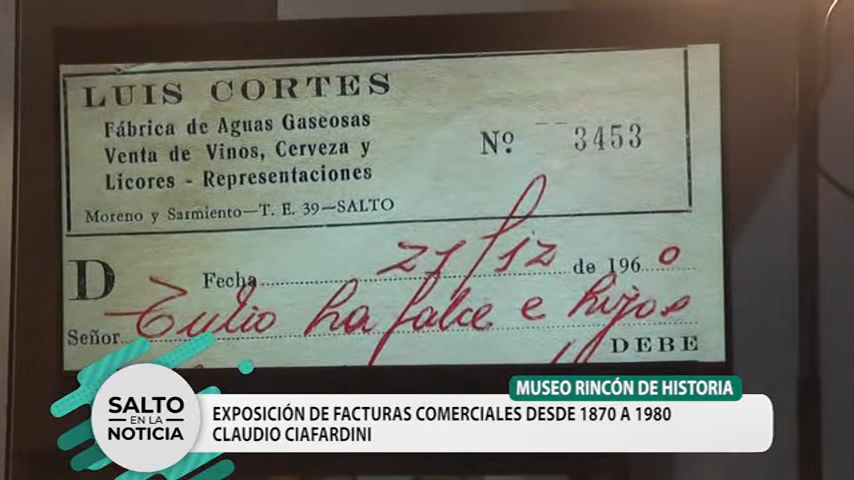 LUIS CORTES
Fábrica de Aguas Gaseosas
Venta de Vinos, Cerveza y
Licores - Representaciones
Nº 3453
Moreno y Sarmiento—T. E. 39—SALTO
D
Fecha 21/12 de 1960
Señor Tulio La falce e hijos
DEBE
MUSEO RINCÓN DE HISTORIA
SALTO
EN LA
NOTICIA
EXPOSICIÓN DE FACTURAS COMERCIALES DESDE 1870 A 1980
CLAUDIO CIAFARDINI